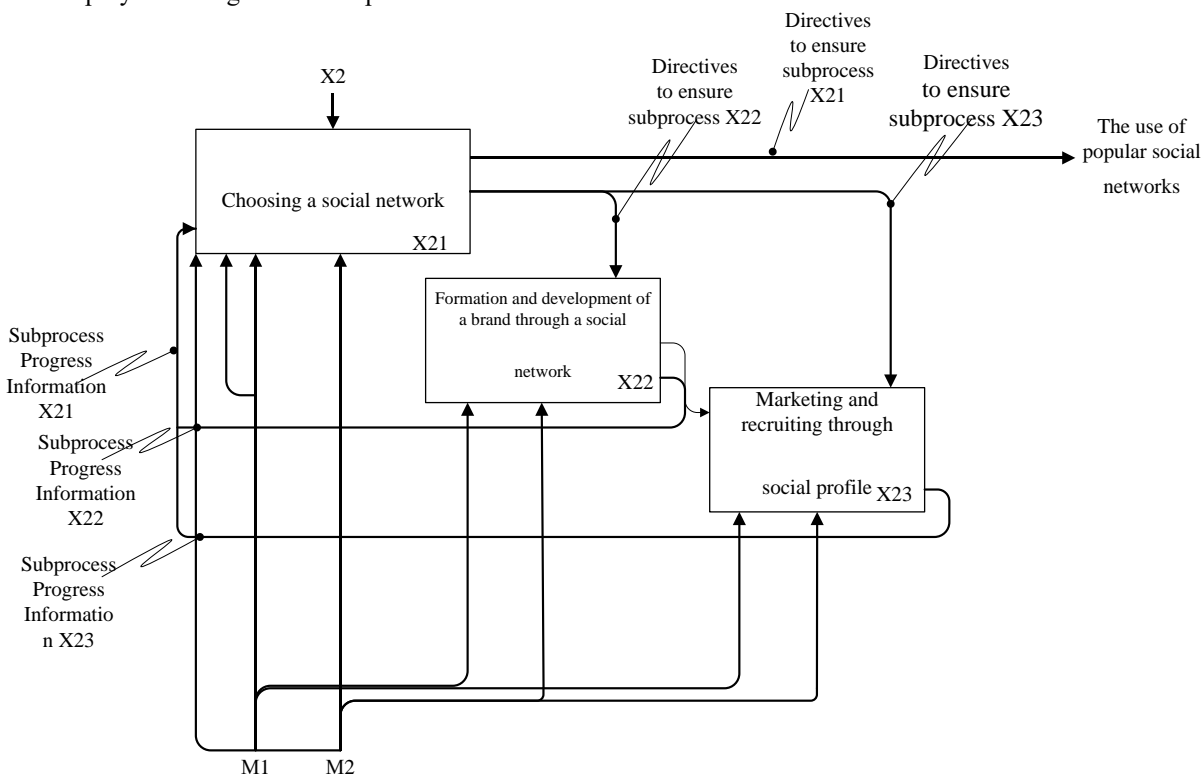 X2
Directives
to ensure
subprocess X22
Directives
to ensure
subprocess
X21
Directives
to ensure
subprocess X23
The use of
popular social
networks
Choosing a social network
X21
Formation and development of
a brand through a social
network
X22
Marketing and
recruiting through
social profile
X23
Subprocess
Progress
Information
X21
Subprocess
Progress
Information
X22
Subprocess
Progress
Informatio
n X23
M1
M2